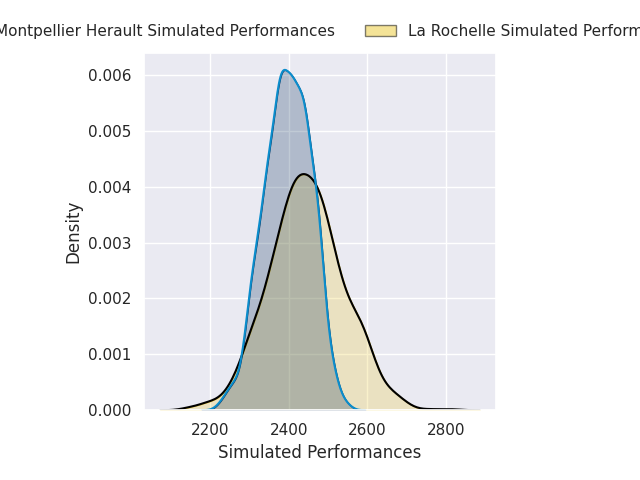 Montpellier Herault Simulated Performances
La Rochelle Simulated Perform
0.006
0.005
0.004
0.003
0.002
0.001
0.000
Density
2200 2400 2600 2800
Simulated Performances